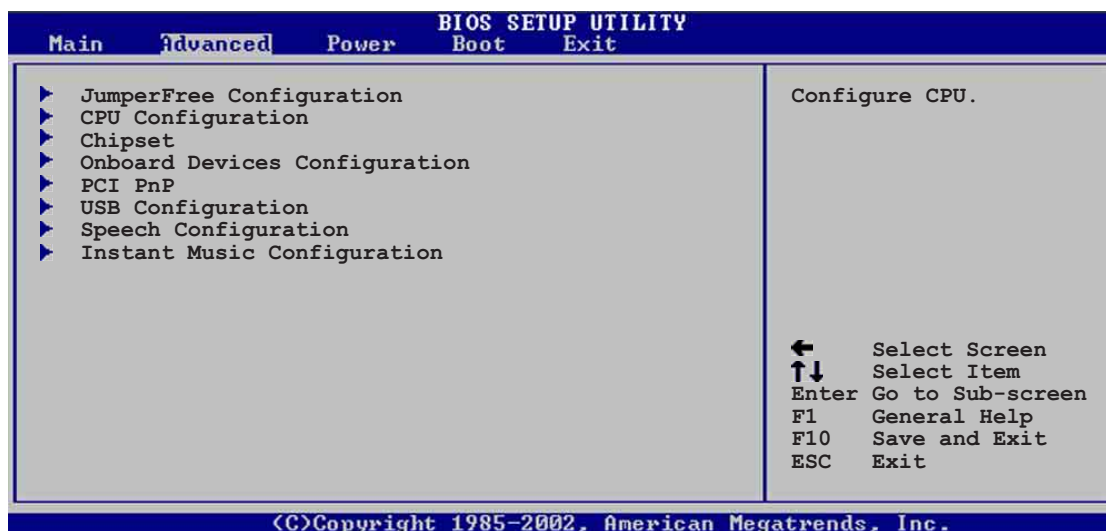 BIOS SETUP UTILITY
Main Advanced Power Boot Exit
JumperFree Configuration
CPU Configuration
Chipset
Onboard Devices Configuration
PCI PnP
USB Configuration
Speech Configuration
Instant Music Configuration
Configure CPU.
← Select Screen
↑↓ Select Item
Enter Go to Sub-screen
F1 General Help
F10 Save and Exit
ESC Exit
(C)Copyright 1985-2002, American Megatrends, Inc.